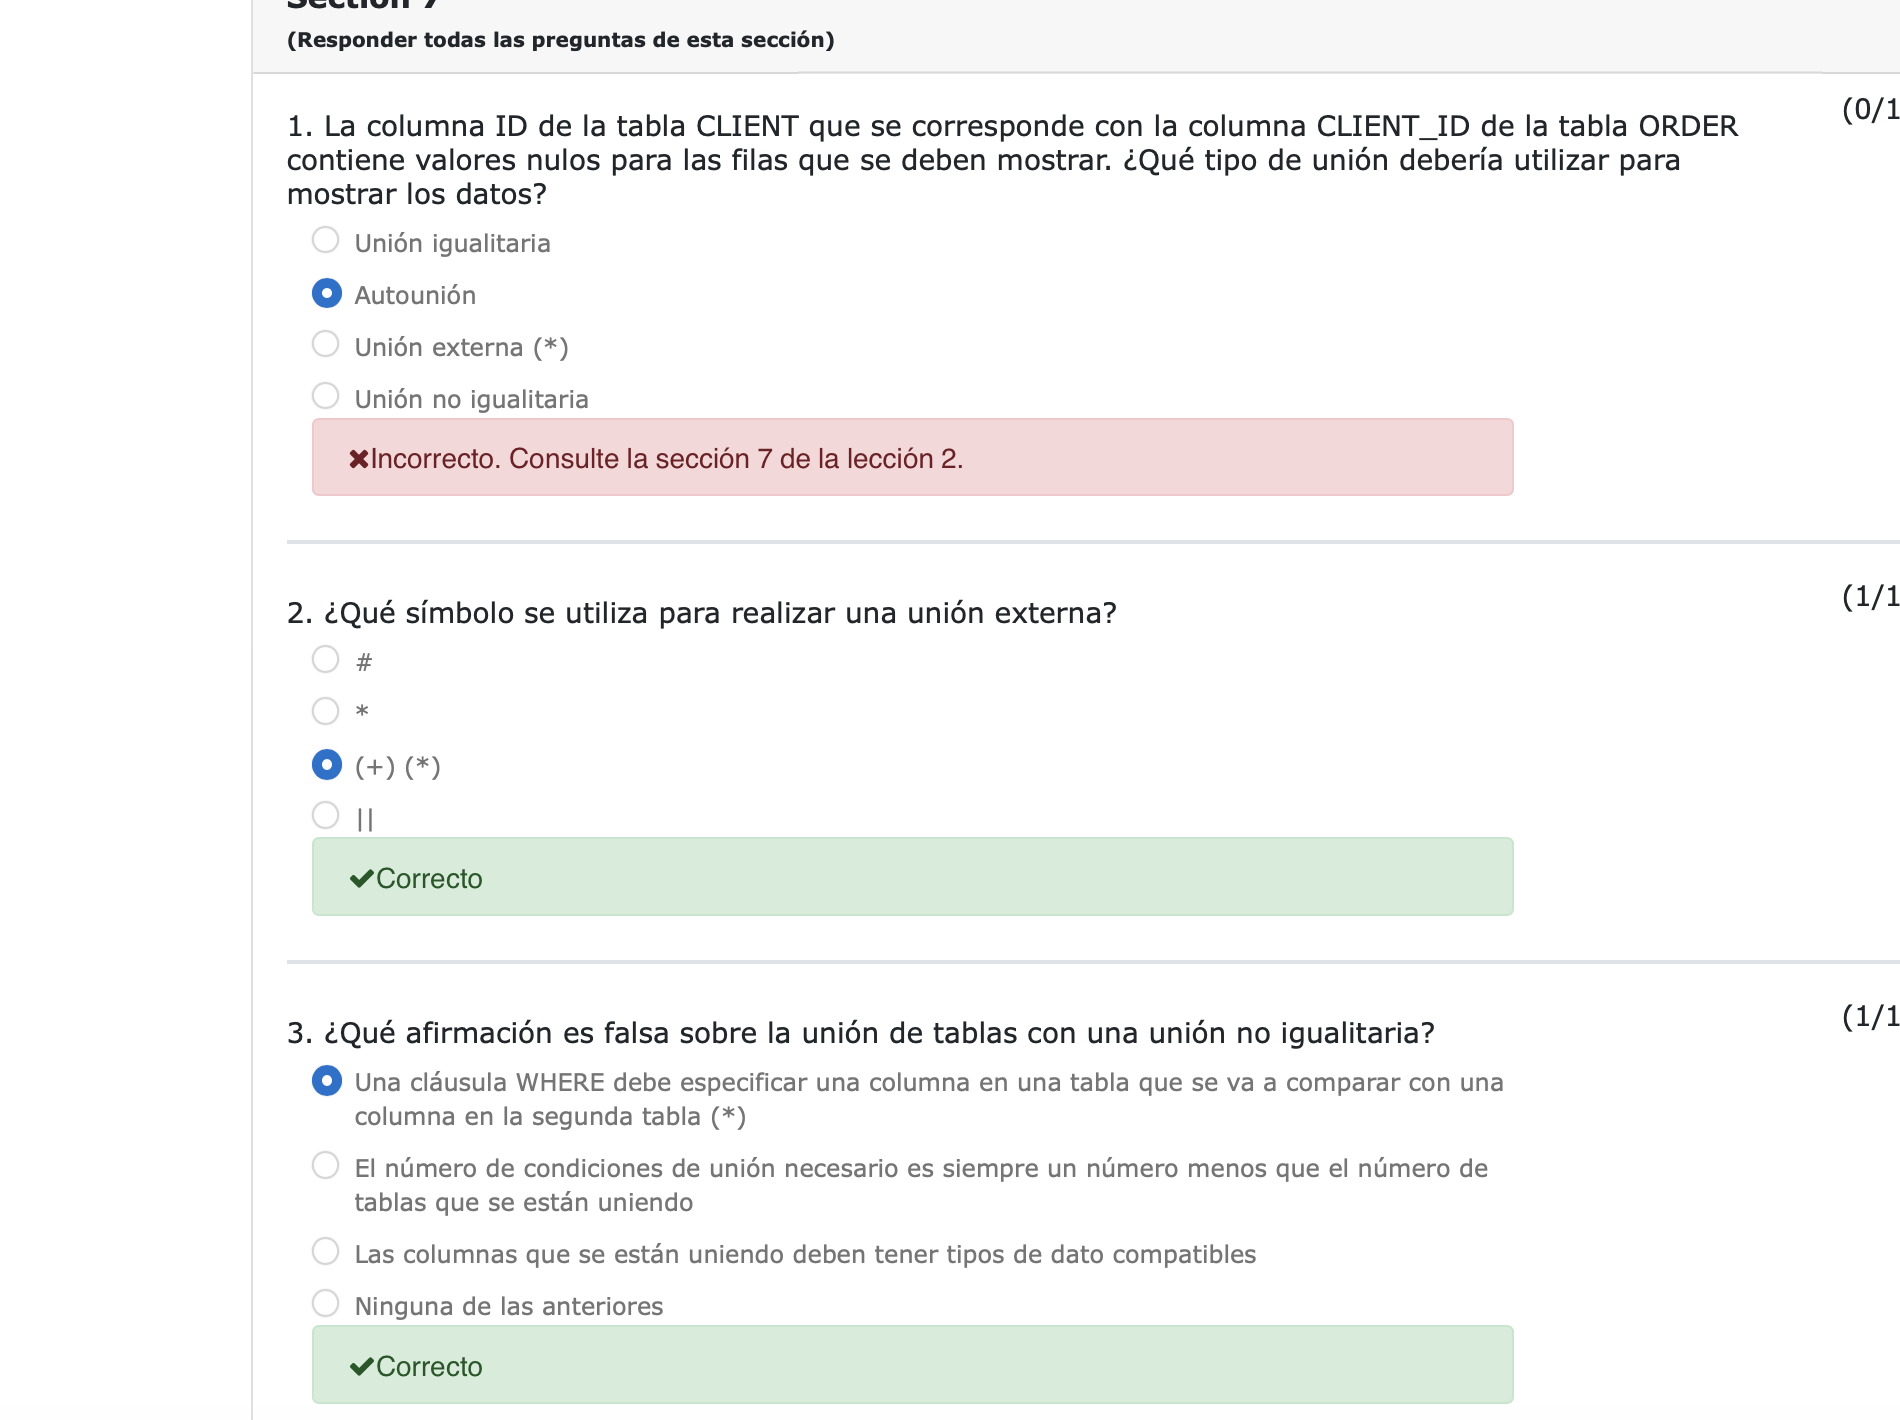 Section 7
(Responder todas las preguntas de esta sección)
(0/1
1. La columna ID de la tabla CLIENT que se corresponde con la columna CLIENT_ID de la tabla ORDER
contiene valores nulos para las filas que se deben mostrar. ¿Qué tipo de unión debería utilizar para
mostrar los datos?
Unión igualitaria
Autounión
Unión externa (*)
Unión no igualitaria
✖Incorrecto. Consulte la sección 7 de la lección 2.
(1/1
2. ¿Qué símbolo se utiliza para realizar una unión externa?
#
*
(+) (*)
||
✔Correcto
(1/1
3. ¿Qué afirmación es falsa sobre la unión de tablas con una unión no igualitaria?
Una cláusula WHERE debe especificar una columna en una tabla que se va a comparar con una
columna en la segunda tabla (*)
El número de condiciones de unión necesario es siempre un número menos que el número de
tablas que se están uniendo
Las columnas que se están uniendo deben tener tipos de dato compatibles
Ninguna de las anteriores
✔Correcto